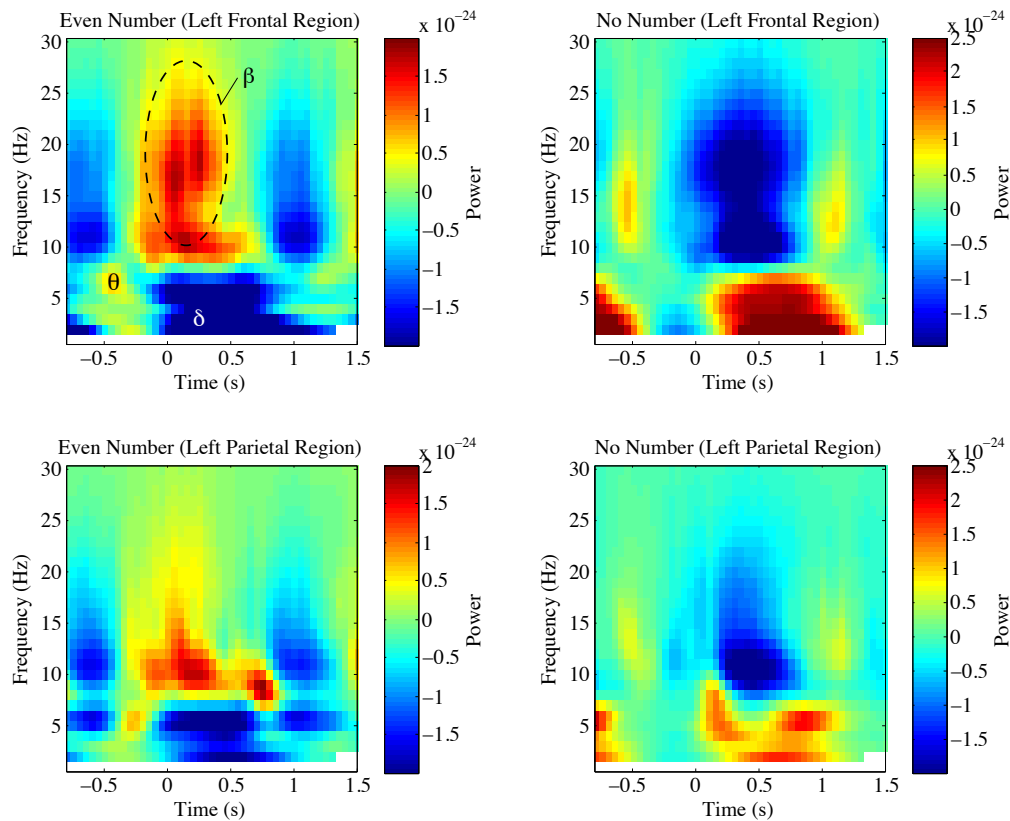 Even Number (Left Frontal Region)
x 10−24
30
25
20
15
10
5
Frequency (Hz)
β
θ
δ
−0.5 0 0.5 1 1.5
Time (s)
1.5
1
0.5
0
−0.5
−1
−1.5
Power
No Number (Left Frontal Region)
x 10−24
30
25
20
15
10
5
Frequency (Hz)
−0.5 0 0.5 1 1.5
Time (s)
2.5
2
1.5
1
0.5
0
−0.5
−1
−1.5
Power
Even Number (Left Parietal Region)
x 10−24
30
25
20
15
10
5
Frequency (Hz)
−0.5 0 0.5 1 1.5
Time (s)
2
1.5
1
0.5
0
−0.5
−1
−1.5
Power
No Number (Left Parietal Region)
x 10−24
30
25
20
15
10
5
Frequency (Hz)
−0.5 0 0.5 1 1.5
Time (s)
2.5
2
1.5
1
0.5
0
−0.5
−1
−1.5
Power